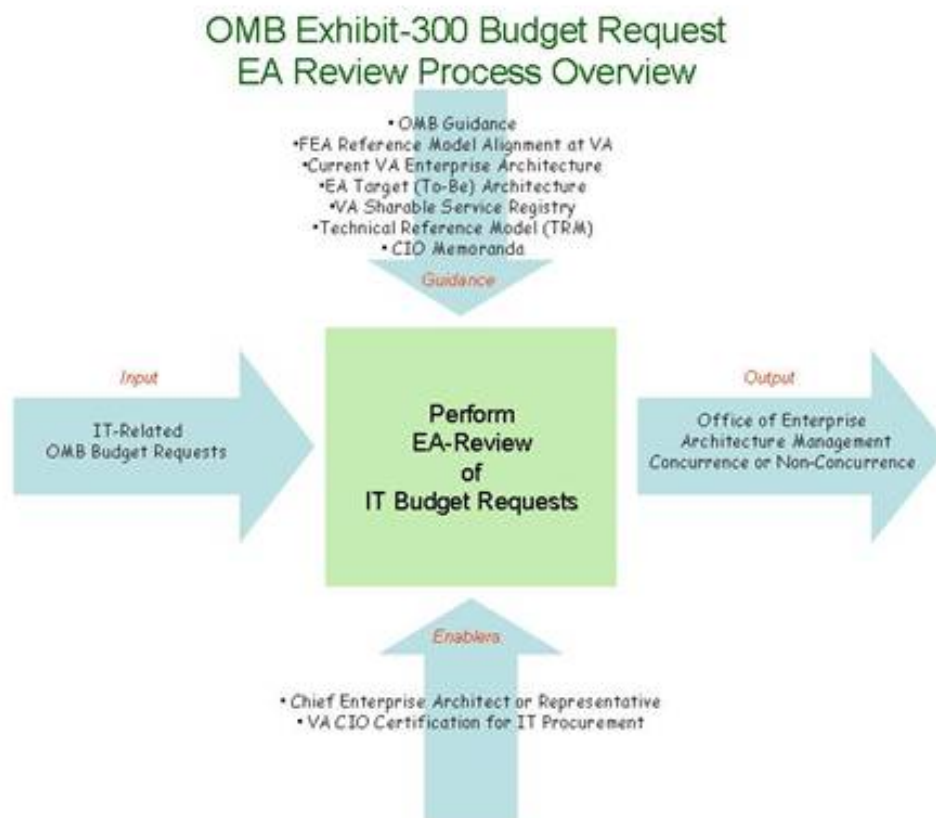 OMB Exhibit-300 Budget Request
EA Review Process Overview
• OMB Guidance
•FEA Reference Model Alignment at VA
•Current VA Enterprise Architecture
•EA Target (To-Be) Architecture
•VA Sharable Service Registry
•Technical Reference Model (TRM)
• CIO Memoranda
Guidance
Input
IT-Related
OMB Budget Requests
Perform
EA-Review
of
IT Budget Requests
Output
Office of Enterprise
Architecture Management
Concurrence or Non-Concurrence
Enablers
• Chief Enterprise Architect or Representative
• VA CIO Certification for IT Procurement